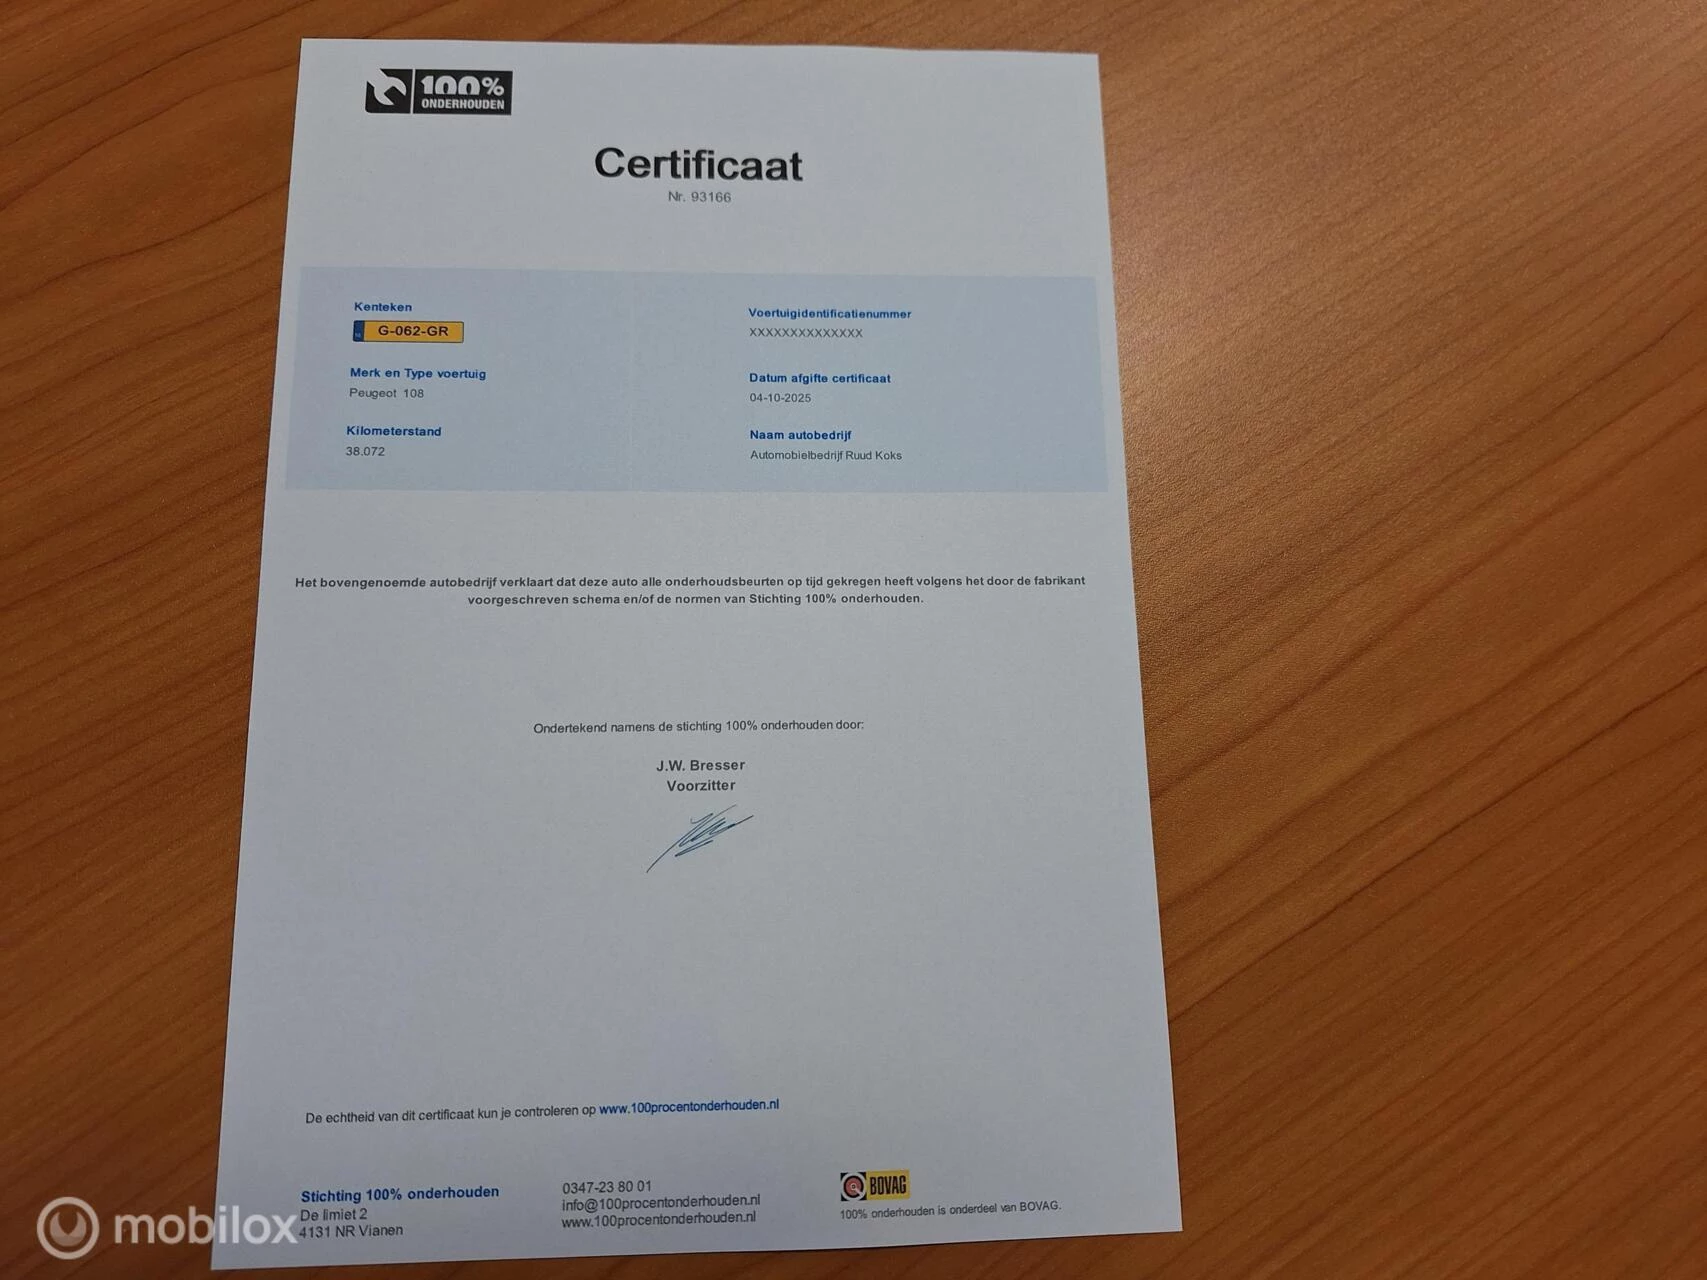 100%
ONDERHOUDEN
Certificaat
Nr. 93166
Kenteken
G-062-GR
Merk en Type voertuig
Peugeot 108
Kilometerstand
38.072
Voertuigidentificatienummer
XXXXXXXXXXXXXX
Datum afgifte certificaat
04-10-2025
Naam autobedrijf
Automobielbedrijf Ruud Koks
Het bovengenoemde autobedrijf verklaart dat deze auto alle onderhoudsbeurten op tijd gekregen heeft volgens het door de fabrikant
voorgeschreven schema en/of de normen van Stichting 100% onderhouden.
Ondertekend namens de stichting 100% onderhouden door:
J.W. Bresser
Voorzitter
De echtheid van dit certificaat kun je controleren op www.100procentonderhouden.nl
Stichting 100% onderhouden
De limiet 2
4131 NR Vianen
0347-23 80 01
info@100procentonderhouden.nl
www.100procentonderhouden.nl
BOVAG
100% onderhouden is onderdeel van BOVAG.
mobilox